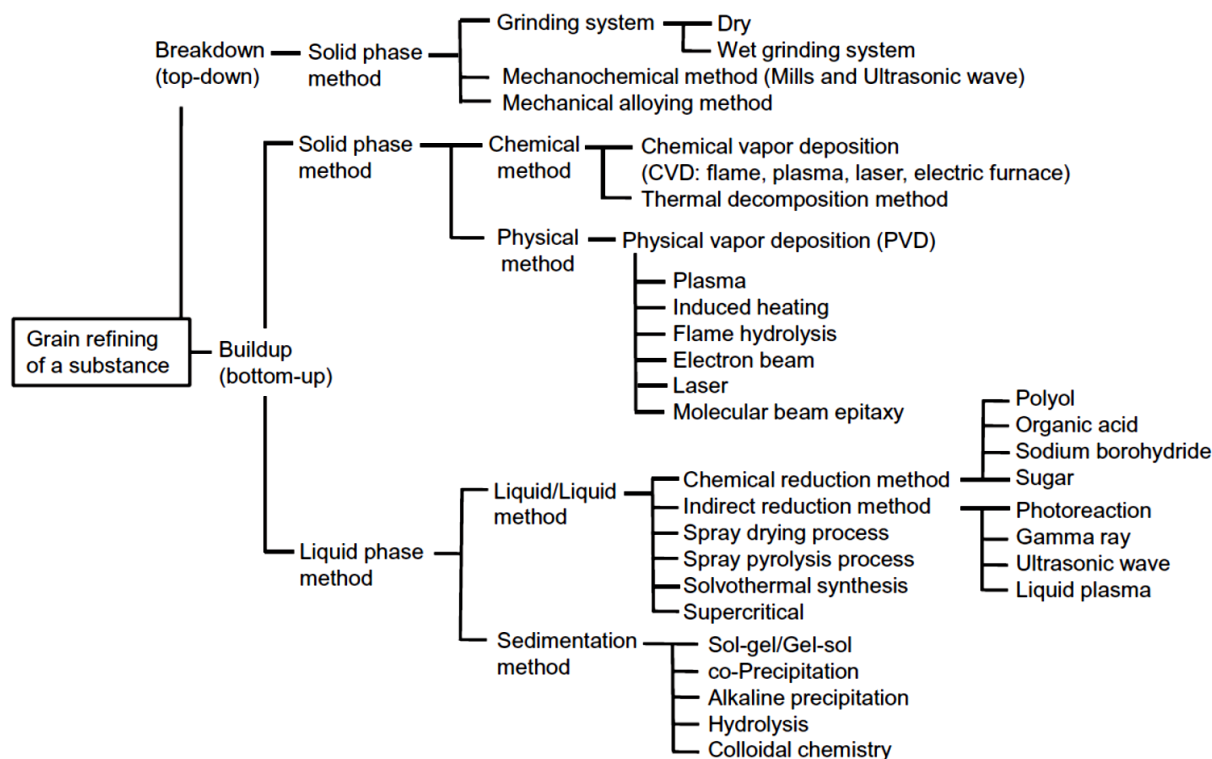 Grinding system
Dry
Wet grinding system
Breakdown
(top-down)
Solid phase
method
Mechanochemical method (Mills and Ultrasonic wave)
Mechanical alloying method
Solid phase
method
Chemical
method
Chemical vapor deposition
(CVD: flame, plasma, laser, electric furnace)
Thermal decomposition method
Physical
method
Physical vapor deposition (PVD)
Plasma
Induced heating
Flame hydrolysis
Electron beam
Laser
Molecular beam epitaxy
Grain refining
of a substance
Buildup
(bottom-up)
Liquid phase
method
Liquid/Liquid
method
Chemical reduction method
Indirect reduction method
Spray drying process
Spray pyrolysis process
Solvothermal synthesis
Supercritical
Polyol
Organic acid
Sodium borohydride
Sugar
Photoreaction
Gamma ray
Ultrasonic wave
Liquid plasma
Sedimentation
method
Sol-gel/Gel-sol
co-Precipitation
Alkaline precipitation
Hydrolysis
Colloidal chemistry